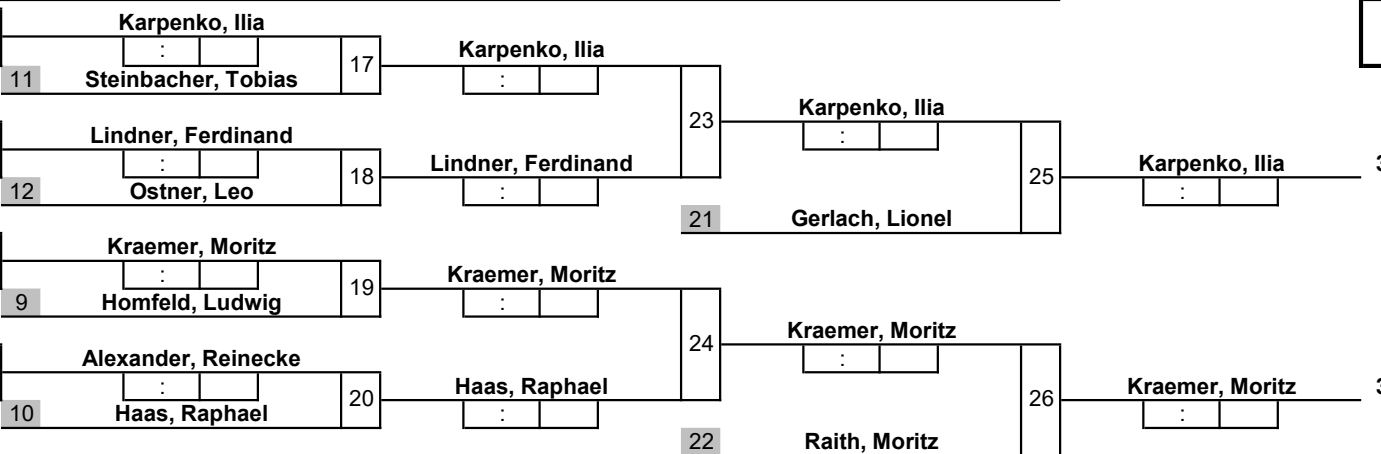 Karpenko, Ilia
:
17
11 Steinbacher, Tobias
Karpenko, Ilia
:
23
Lindner, Ferdinand
:
18
12 Ostner, Leo
Lindner, Ferdinand
:
Karpenko, Ilia
:
25
21 Gerlach, Lionel
Karpenko, Ilia
:
Kraemer, Moritz
:
19
9 Homfeld, Ludwig
Kraemer, Moritz
:
24
Alexander, Reinecke
:
20
10 Haas, Raphael
Haas, Raphael
:
Kraemer, Moritz
:
26
22 Raith, Moritz
Kraemer, Moritz
: